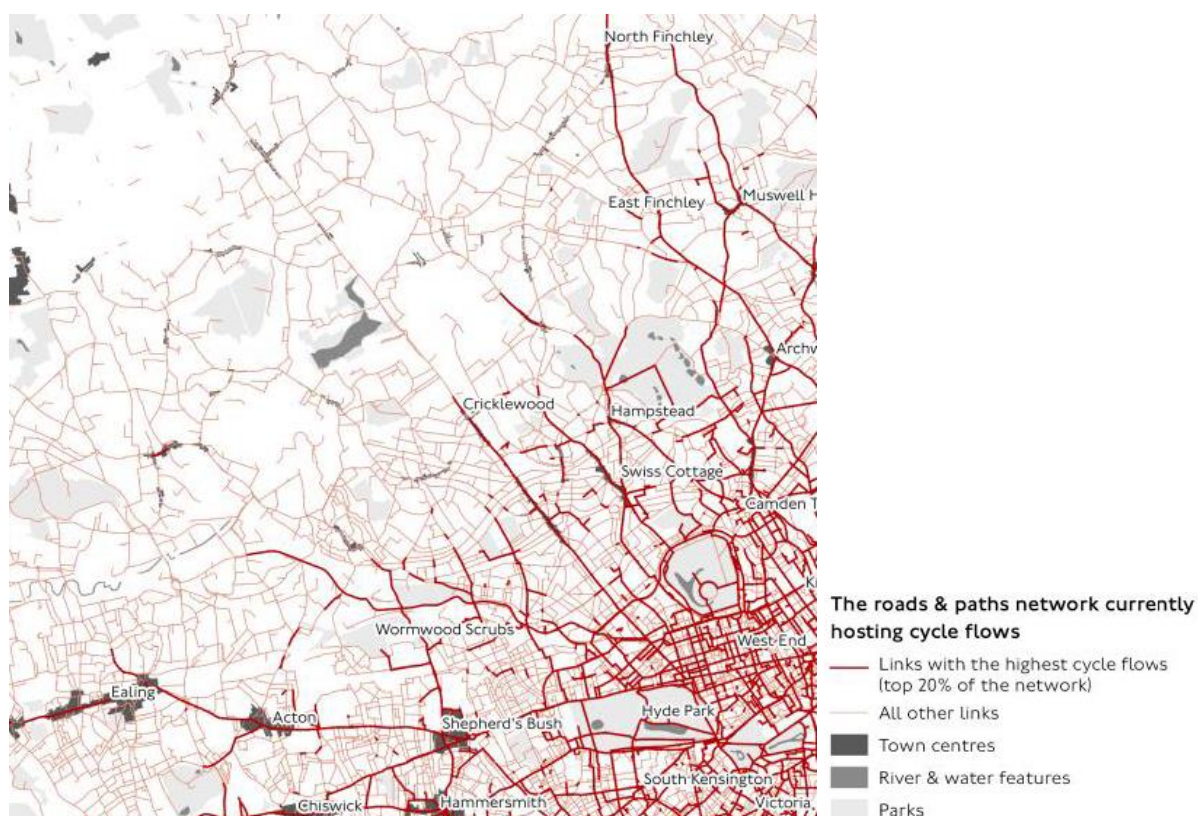 North Finchley
East Finchley
Muswell H
Archw
Cricklewood
Hampstead
Swiss Cottage
Camden T
K
Wormwood Scrubs
West End
Ealing
Acton
Shepherd's Bush
Hyde Park
South Kensington
Chiswick
Hammersmith
Victoria
The roads & paths network currently
hosting cycle flows
Links with the highest cycle flows
(top 20% of the network)
All other links
Town centres
River & water features
Parks